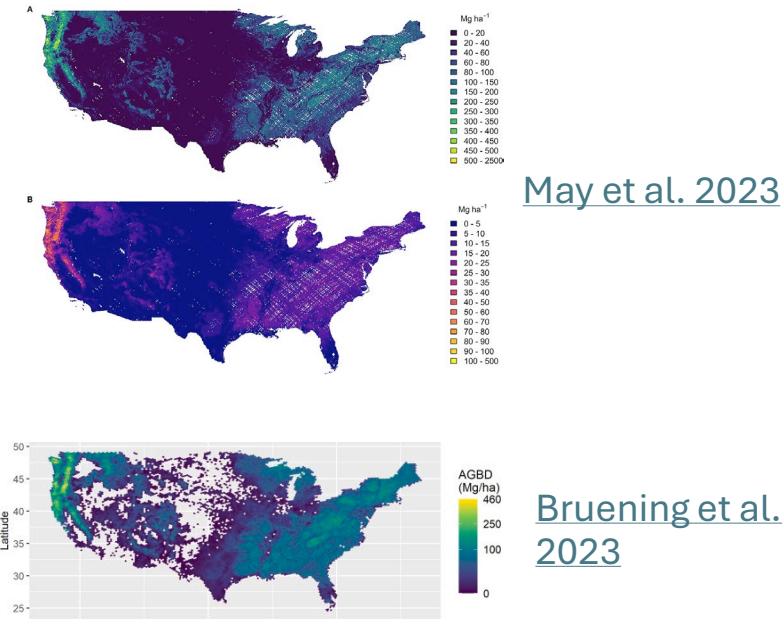 A
Mg ha⁻¹
0 - 20
20 - 40
40 - 60
60 - 80
80 - 100
100 - 150
150 - 200
200 - 250
250 - 300
300 - 350
350 - 400
400 - 450
450 - 500
500 - 2500
May et al. 2023
B
Mg ha⁻¹
0 - 5
5 - 10
10 - 15
15 - 20
20 - 25
25 - 30
30 - 35
35 - 40
40 - 50
50 - 60
60 - 70
70 - 80
80 - 90
90 - 100
100 - 500
Latitude
50
45
40
35
30
25
AGBD
(Mg/ha)
460
250
100
0
Bruening et al.
2023